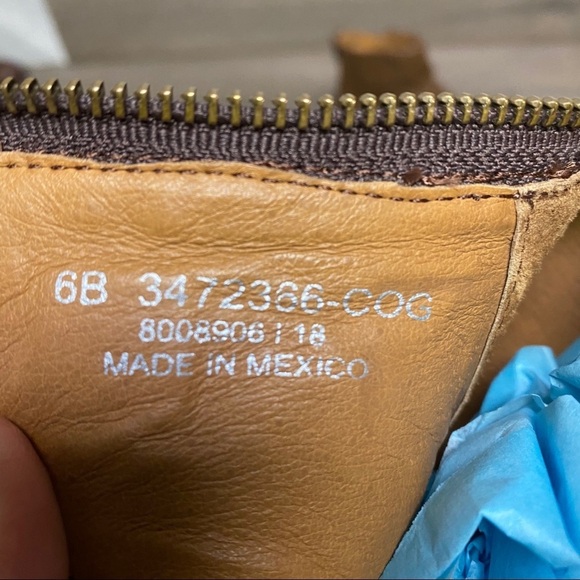 6B 3472386-COG
8008906 | 18
MADE IN MEXICO